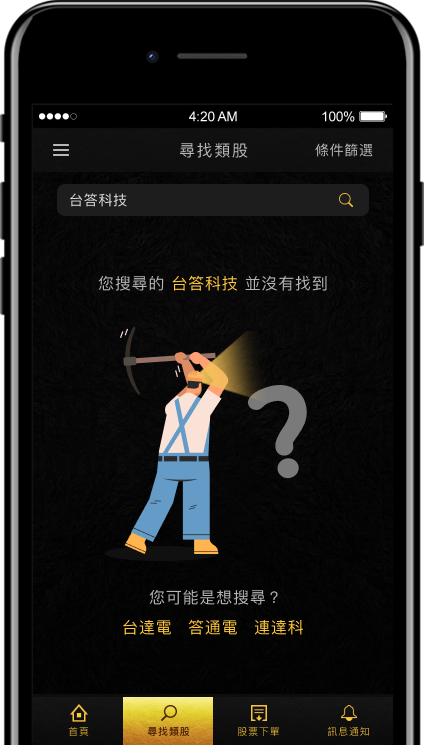 4:20 AM 100%
尋找類股 條件篩選
台答科技
您搜尋的 台答科技 並沒有找到
您可能是想搜尋？
台達電 答通電 連達科
首頁 尋找類股 股票下單 訊息通知